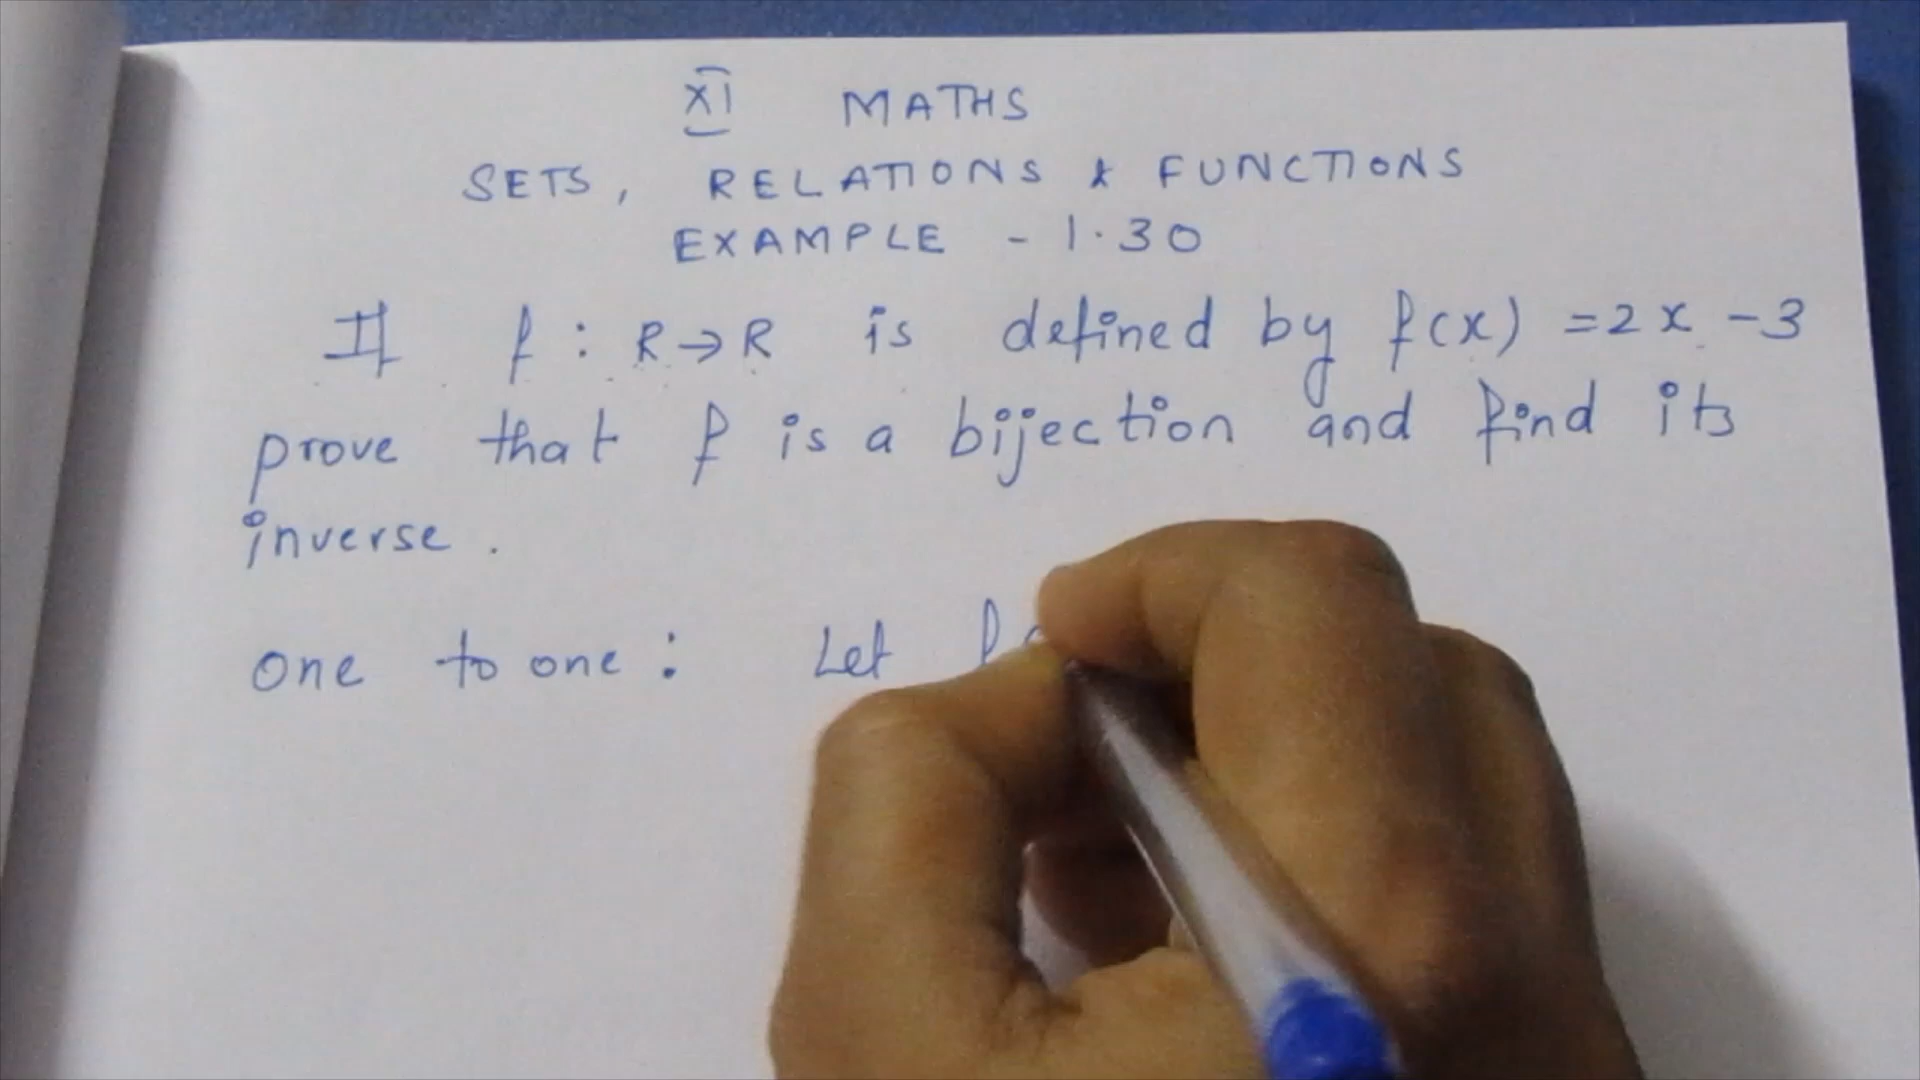 XI MATHS
SETS, RELATIONS & FUNCTIONS
EXAMPLE - 1.30
If f : R → R is defined by f(x) = 2x - 3
prove that f is a bijection and find its
inverse.
one to one : Let f(